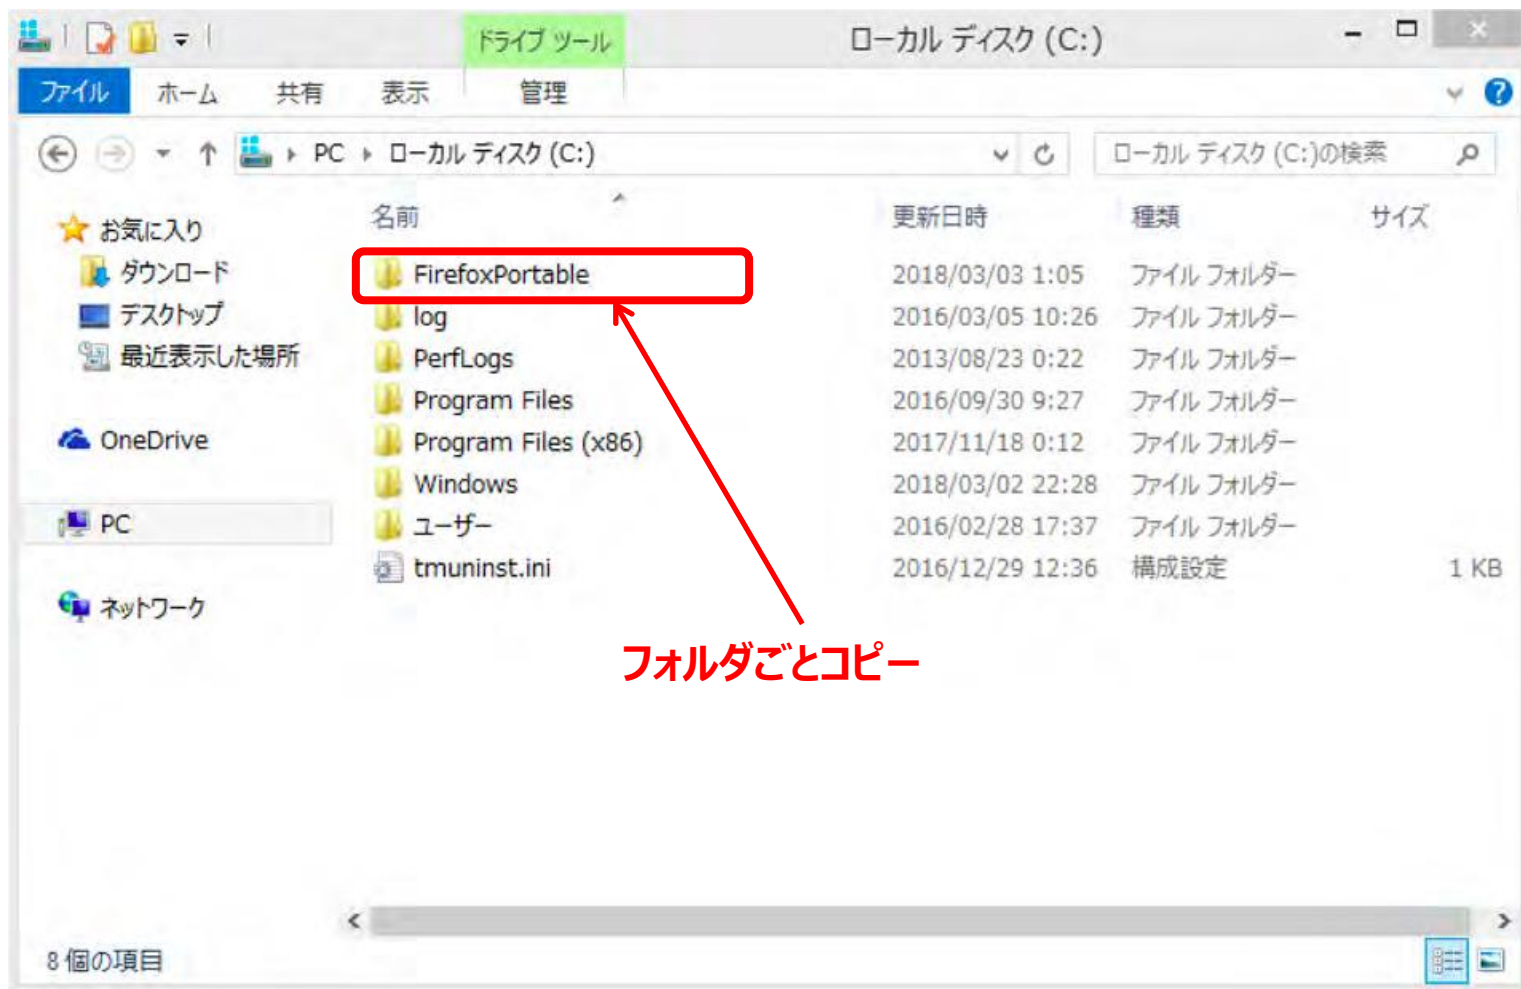 ドライブ ツール
ローカル ディスク (C:)
ファイル ホーム 共有 表示 管理
PC ローカル ディスク (C:)
ローカル ディスク (C:)の検索
お気に入り
ダウンロード
デスクトップ
最近表示した場所
OneDrive
PC
ネットワーク
名前 更新日時 種類 サイズ
FirefoxPortable 2018/03/03 1:05 ファイル フォルダー
log 2016/03/05 10:26 ファイル フォルダー
PerfLogs 2013/08/23 0:22 ファイル フォルダー
Program Files 2016/09/30 9:27 ファイル フォルダー
Program Files (x86) 2017/11/18 0:12 ファイル フォルダー
Windows 2018/03/02 22:28 ファイル フォルダー
ユーザー 2016/02/28 17:37 ファイル フォルダー
tmuninst.ini 2016/12/29 12:36 構成設定 1 KB
フォルダごとコピー
8 個の項目